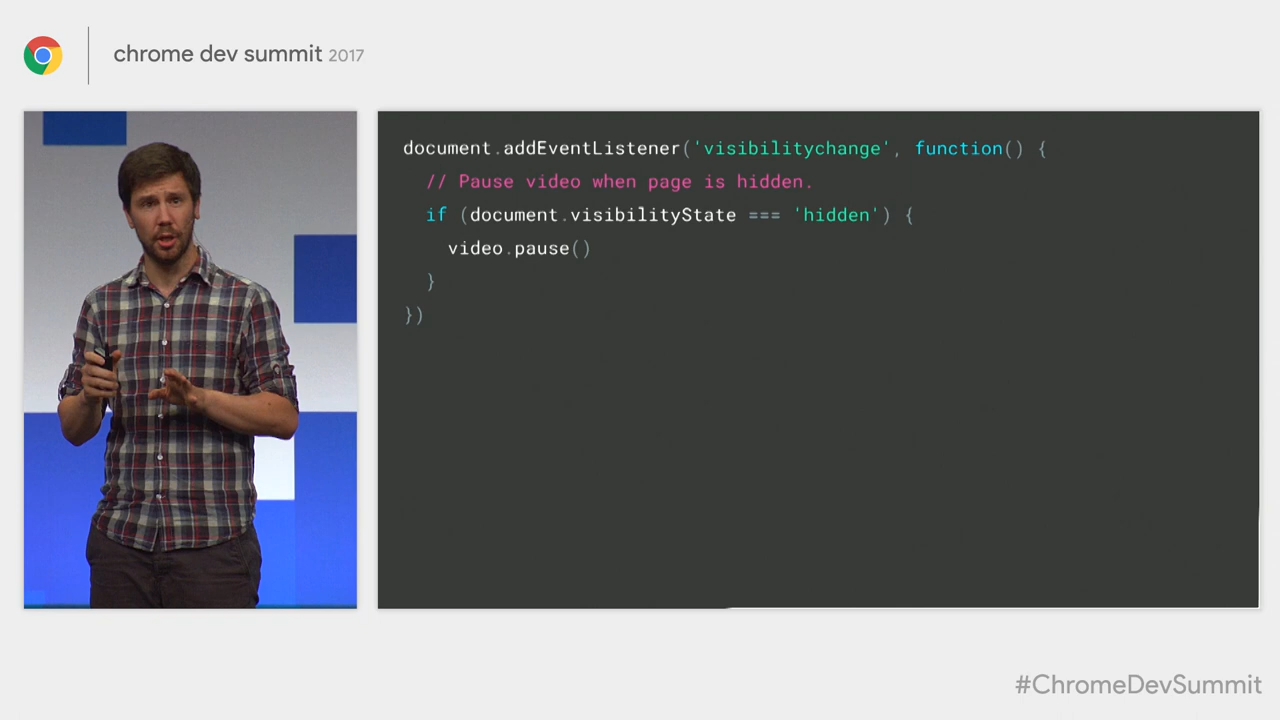 chrome dev summit 2017
document.addEventListener('visibilitychange', function() {
  // Pause video when page is hidden.
  if (document.visibilityState === 'hidden') {
    video.pause()
  }
})
#ChromeDevSummit